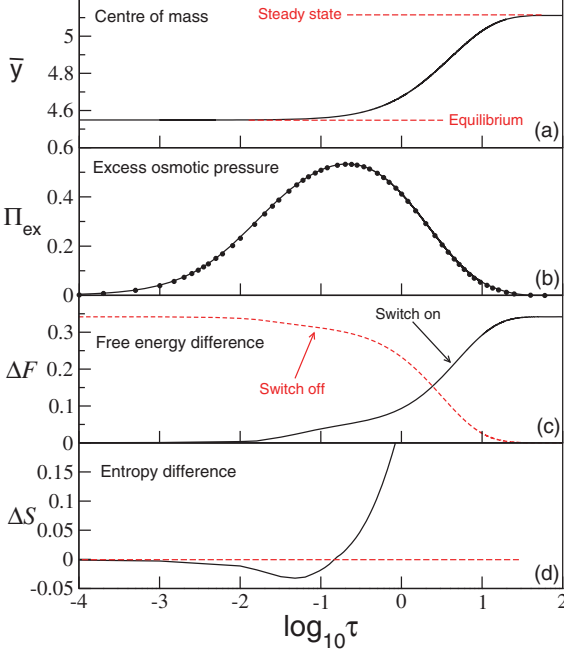 Centre of mass
Steady state
5
ȳ
4.8
4.6
Equilibrium
(a)
0.6
Excess osmotic pressure
0.4
Π_ex
0.2
(b)
0
0.3
Switch on
Free energy difference
ΔF
0.2
Switch off
0.1
(c)
0
0.15
Entropy difference
0.1
ΔS
0.05
0
(d)
-0.05
-4 -3 -2 -1 0 1 2
log₁₀τ